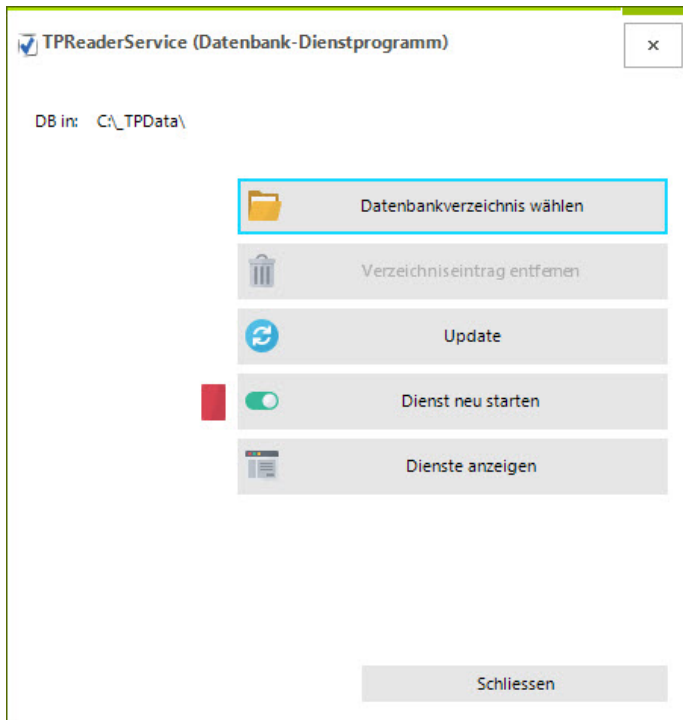 TPReaderService (Datenbank-Dienstprogramm)
DB in: C:\_TPData\
Datenbankverzeichnis wählen
Verzeichniseintrag entfernen
Update
Dienst neu starten
Dienste anzeigen
Schliessen